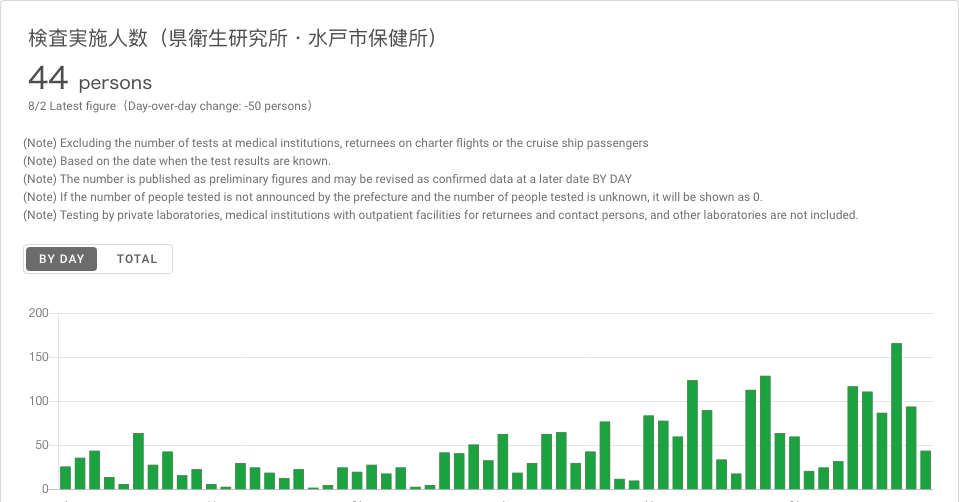 検査実施人数（県衛生研究所・水戸市保健所）
44 persons
8/2 Latest figure（Day-over-day change: -50 persons）
(Note) Excluding the number of tests at medical institutions, returnees on charter flights or the cruise ship passengers
(Note) Based on the date when the test results are known.
(Note) The number is published as preliminary figures and may be revised as confirmed data at a later date BY DAY
(Note) If the number of people tested is not announced by the prefecture and the number of people tested is unknown, it will be shown as 0.
(Note) Testing by private laboratories, medical institutions with outpatient facilities for returnees and contact persons, and other laboratories are not included.
BY DAY TOTAL
200
150
100
50
0